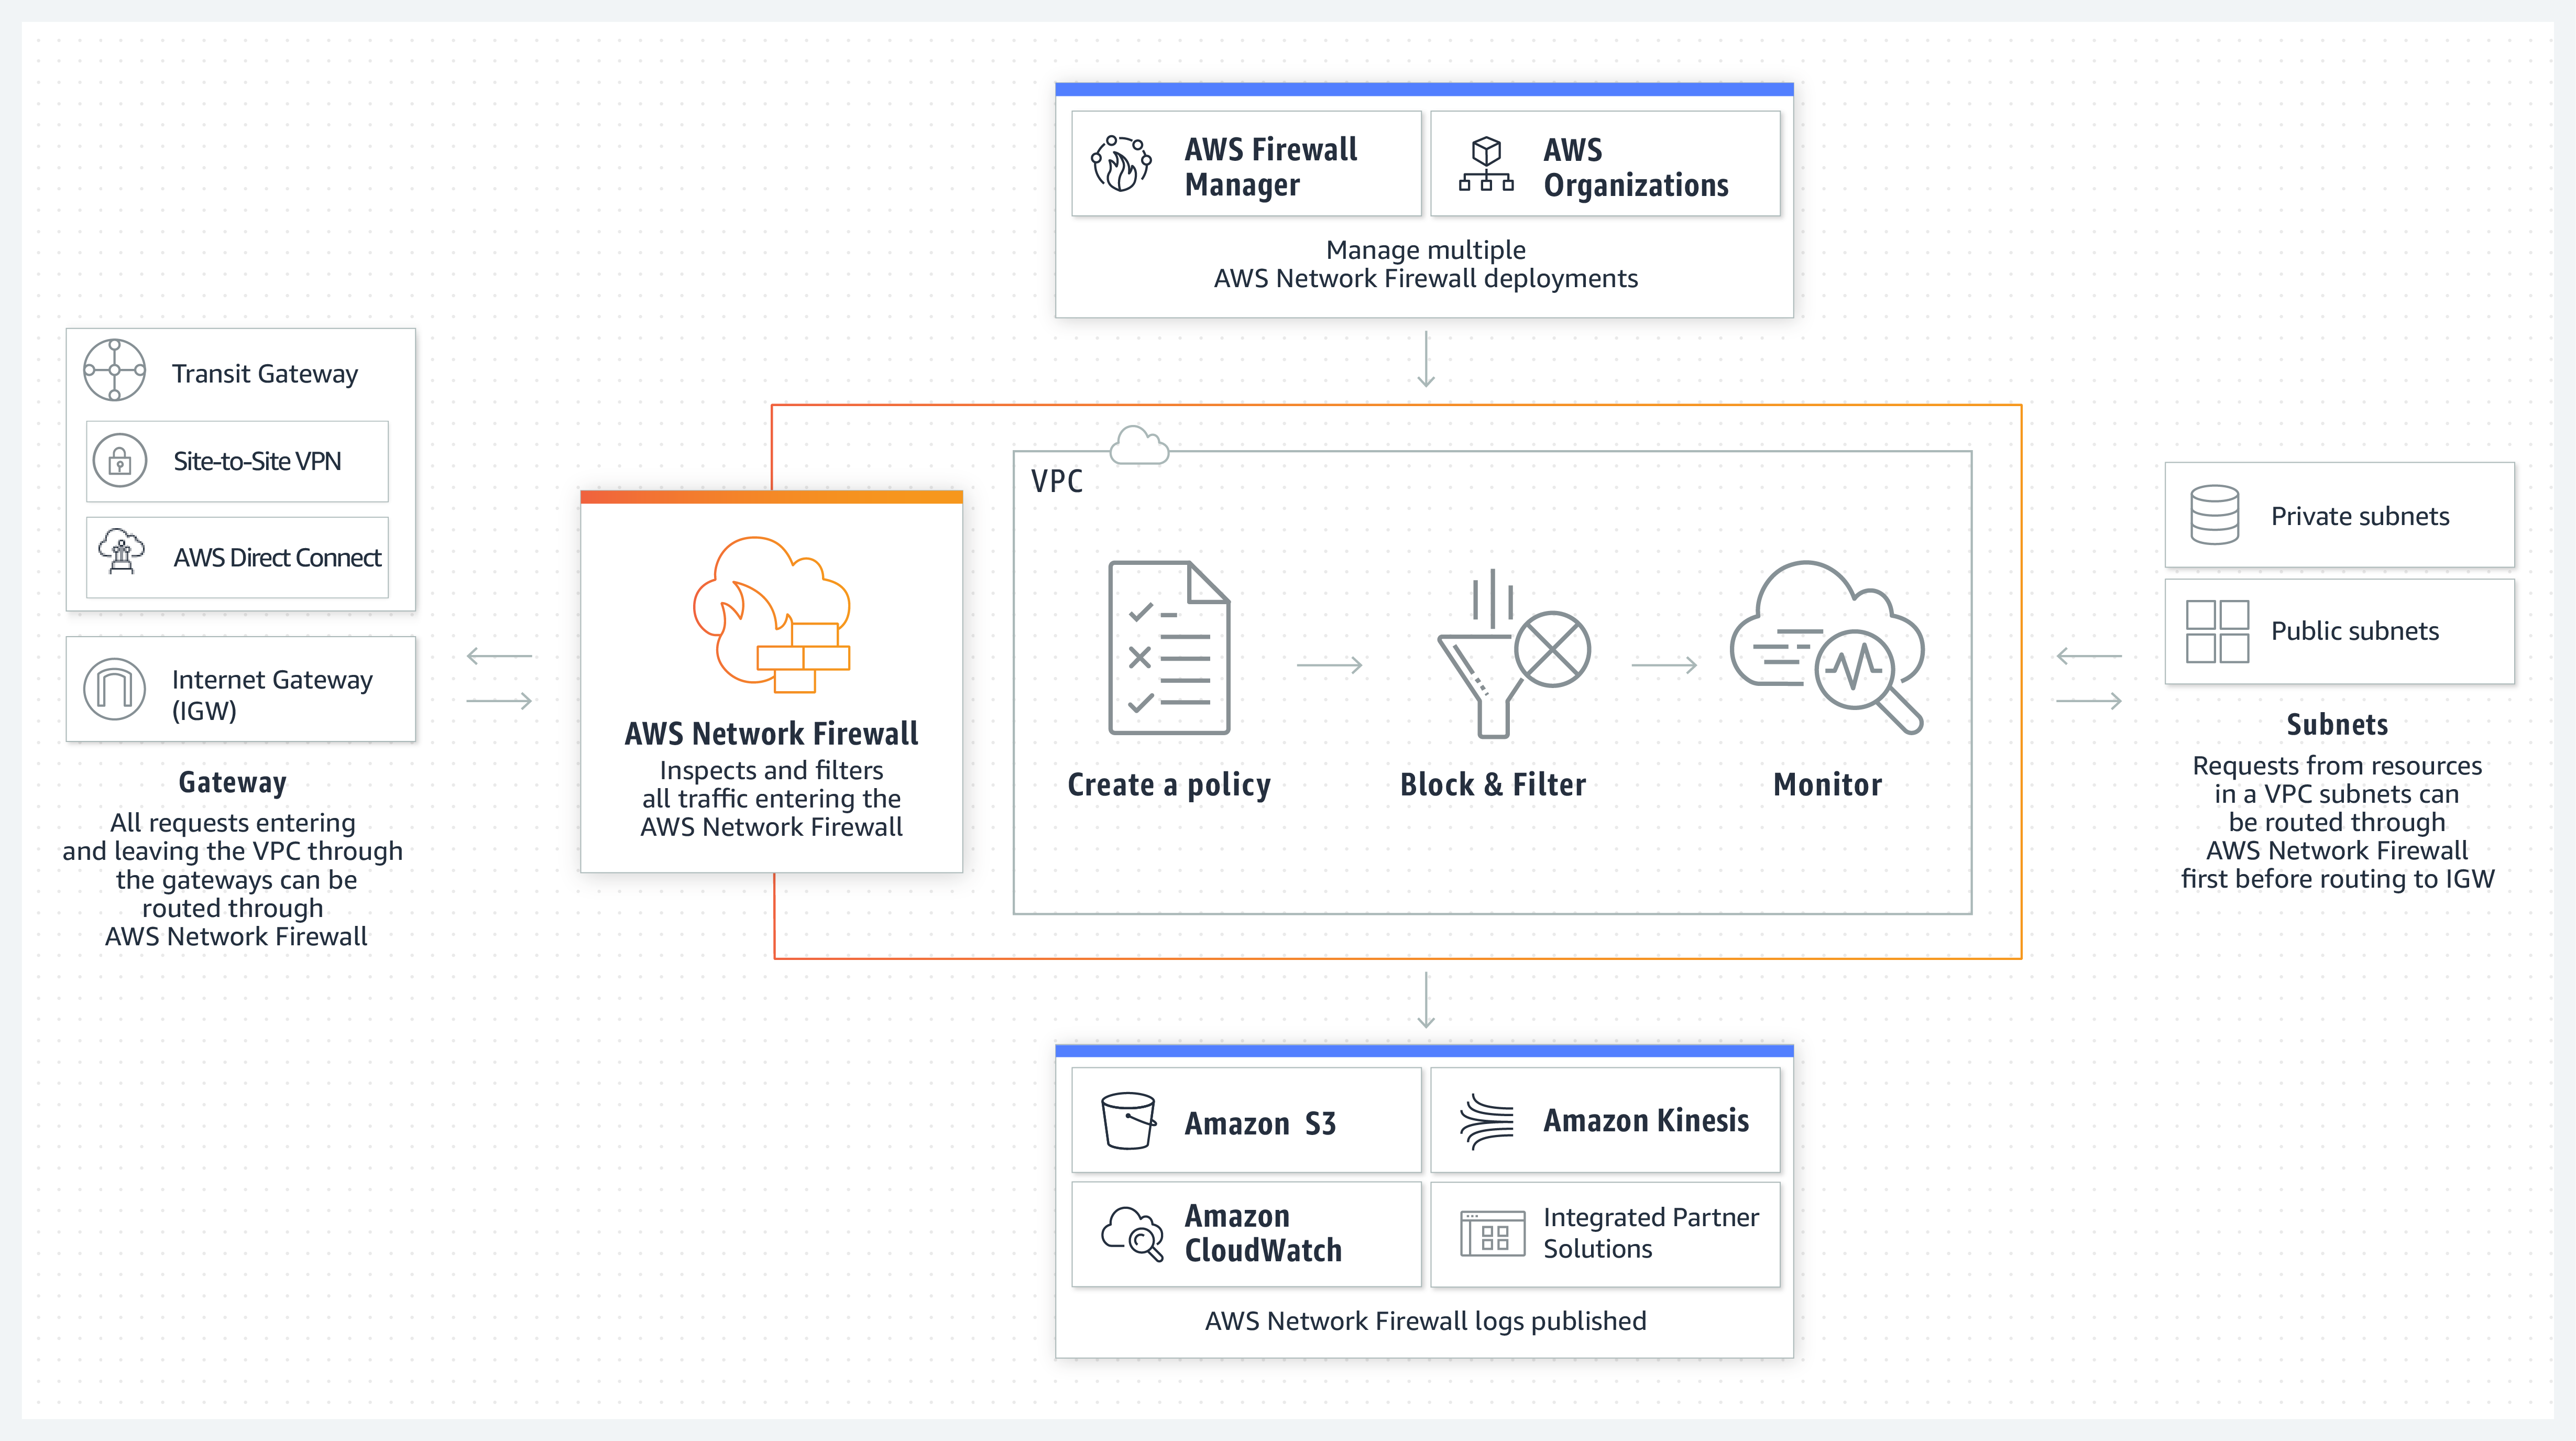 AWS Firewall
Manager
AWS
Organizations
Manage multiple
AWS Network Firewall deployments
Transit Gateway
Site-to-Site VPN
AWS Direct Connect
Internet Gateway
(IGW)
Gateway
All requests entering
and leaving the VPC through
the gateways can be
routed through
AWS Network Firewall
AWS Network Firewall
Inspects and filters
all traffic entering the
AWS Network Firewall
VPC
Create a policy
Block & Filter
Monitor
Private subnets
Public subnets
Subnets
Requests from resources
in a VPC subnets can
be routed through
AWS Network Firewall
first before routing to IGW
Amazon S3
Amazon Kinesis
Amazon
CloudWatch
Integrated Partner
Solutions
AWS Network Firewall logs published